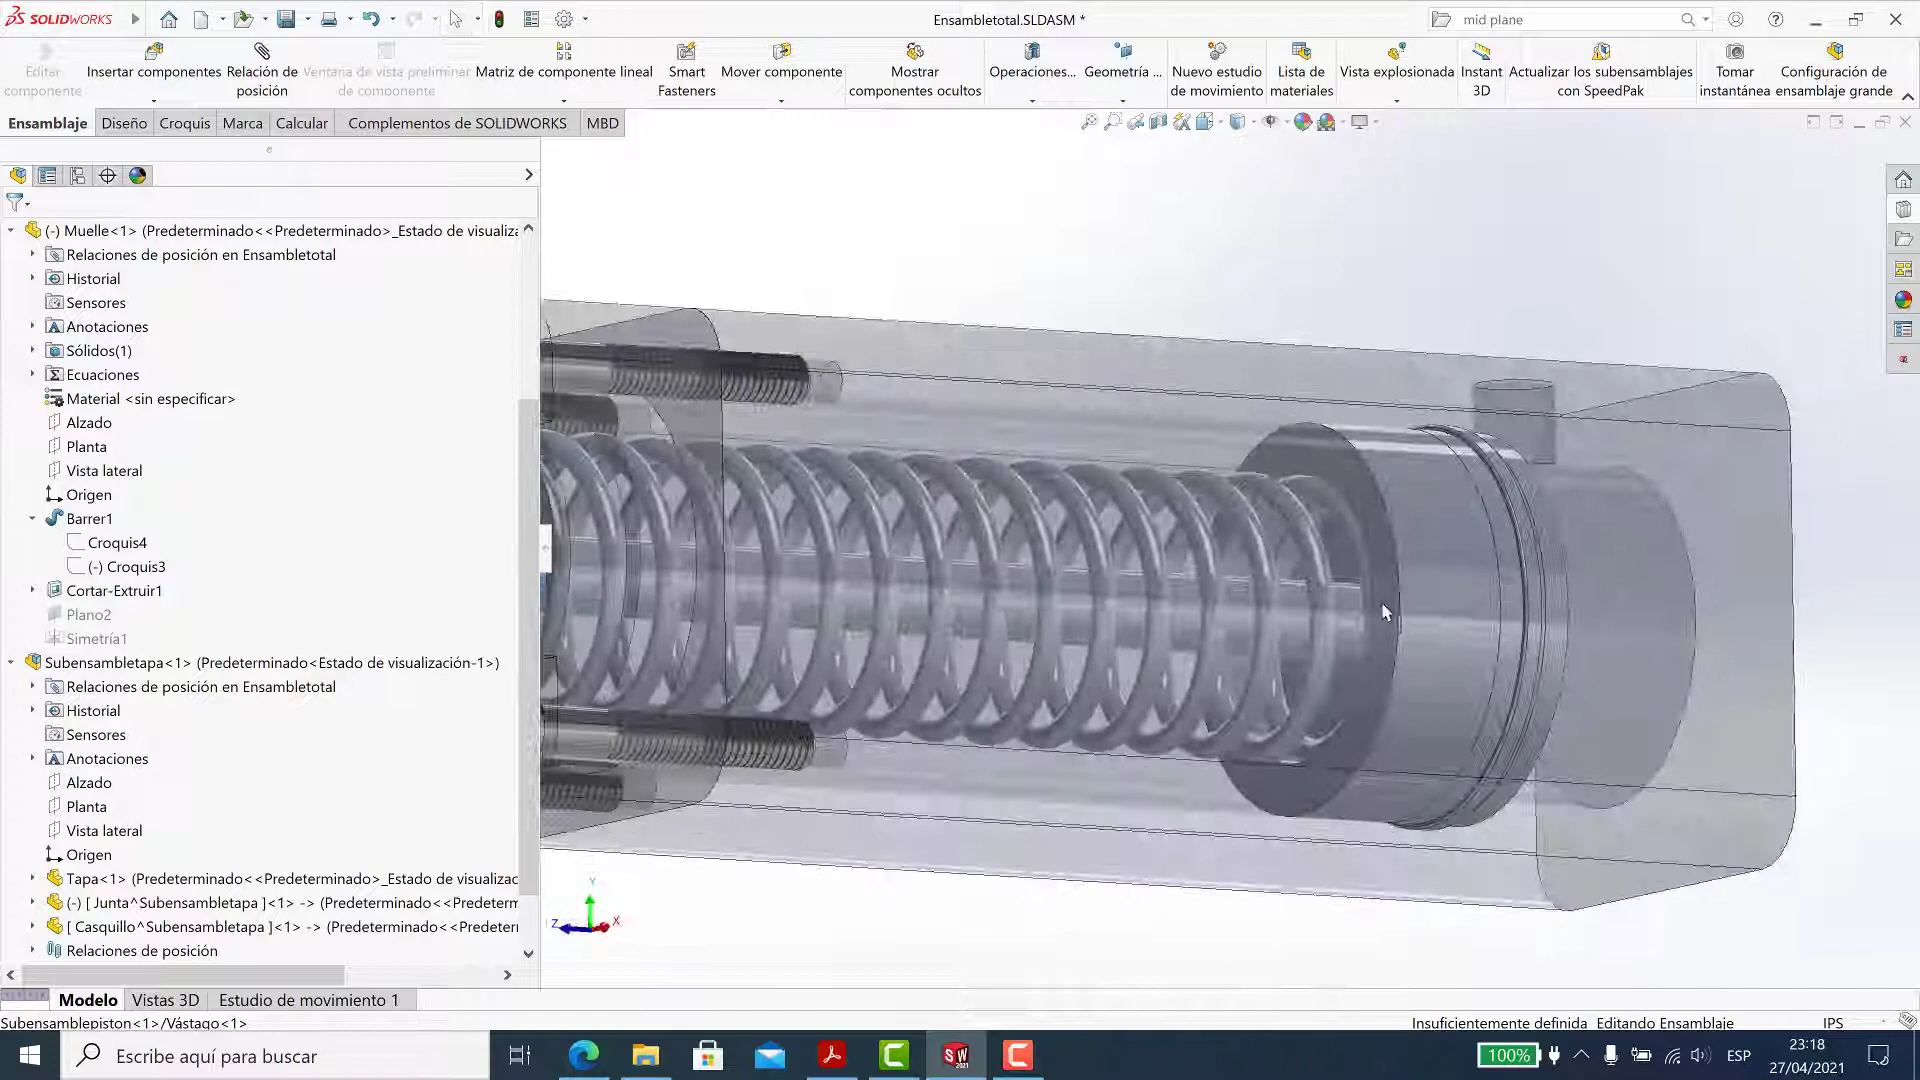 SOLIDWORKS
Ensambletotal.SLDASM *
mid plane
Editar componente
Insertar componentes
Relación de posición
Ventana de vista preliminar de componente
Matriz de componente lineal
Smart Fasteners
Mover componente
Mostrar componentes ocultos
Operaciones...
Geometría ...
Nuevo estudio de movimiento
Lista de materiales
Vista explosionada
Instant 3D
Actualizar los subensamblajes con SpeedPak
Tomar instantánea
Configuración de ensamblaje grande
Ensamblaje
Diseño
Croquis
Marca
Calcular
Complementos de SOLIDWORKS
MBD
(-) Muelle<1> (Predeterminado<<Predeterminado>_Estado de visualiza
Relaciones de posición en Ensambletotal
Historial
Sensores
Anotaciones
Sólidos(1)
Ecuaciones
Material <sin especificar>
Alzado
Planta
Vista lateral
Origen
Barrer1
Croquis4
(-) Croquis3
Cortar-Extruir1
Plano2
Simetría1
Subensambletapa<1> (Predeterminado<Estado de visualización-1>)
Relaciones de posición en Ensambletotal
Historial
Sensores
Anotaciones
Alzado
Planta
Vista lateral
Origen
Tapa<1> (Predeterminado<<Predeterminado>_Estado de visualizac
(-) [ Junta^Subensambletapa ]<1> -> (Predeterminado<<Predeterm
[ Casquillo^Subensambletapa ]<1> -> (Predeterminado<<Predeter
Relaciones de posición
Y
Z
X
Modelo
Vistas 3D
Estudio de movimiento 1
Subensamblepiston<1>/Vástago<1>
Insuficientemente definida
Editando Ensamblaje
IPS
Escribe aquí para buscar
SW
2021
100%
ESP
23:18
27/04/2021